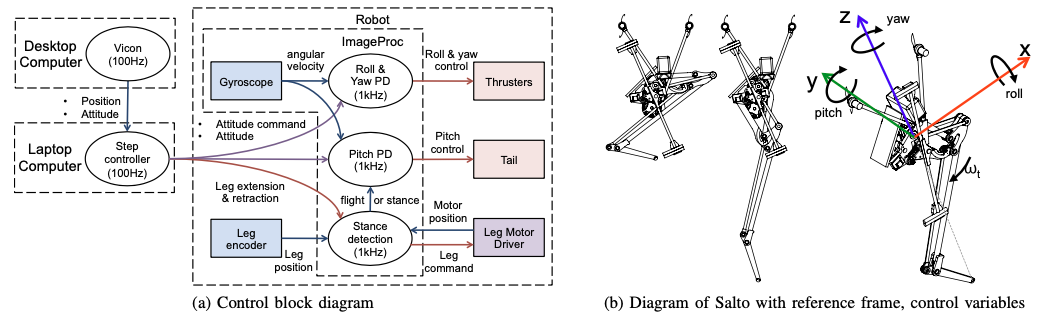 Desktop
Computer
Vicon
(100Hz)
• Position
• Attitude
Laptop
Computer
Step
controller
(100Hz)
Robot
ImageProc
Gyroscope
angular
velocity
Roll &
Yaw PD
(1kHz)
Roll & yaw
control
Thrusters
• Attitude command
• Attitude
Pitch PD
(1kHz)
Pitch
control
Tail
Leg extension
& retraction
flight or stance
Leg
encoder
Leg
position
Stance
detection
(1kHz)
Motor
position
Leg Motor
Driver
Leg
command
(a) Control block diagram
z
yaw
x
roll
y
pitch
ωt
(b) Diagram of Salto with reference frame, control variables